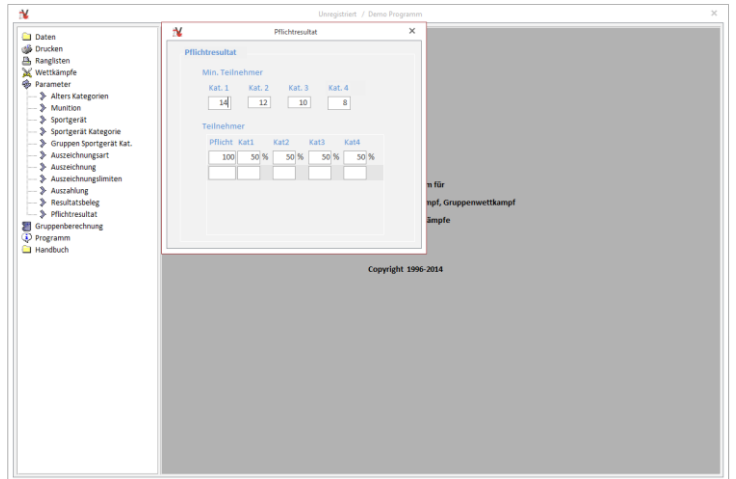 Unregistriert / Demo Programm
Daten
Drucken
Ranglisten
Wettkämpfe
Parameter
Alters Kategorien
Munition
Sportgerät
Sportgerät Kategorie
Gruppen Sportgerät Kat.
Auszeichnungsart
Auszeichnung
Auszeichnungslimiten
Auszahlung
Resultatsbeleg
Pflichtresultat
Gruppenberechnung
Programm
Handbuch
Pflichtresultat
Pflichtresultat
Min. Teilnehmer
Kat. 1 Kat. 2 Kat. 3 Kat. 4
14 12 10 8
Teilnehmer
Pflicht Kat1 Kat2 Kat3 Kat4
100 50 % 50 % 50 % 50 %
m für
mpf, Gruppenwettkampf
ämpfe
Copyright 1996-2014